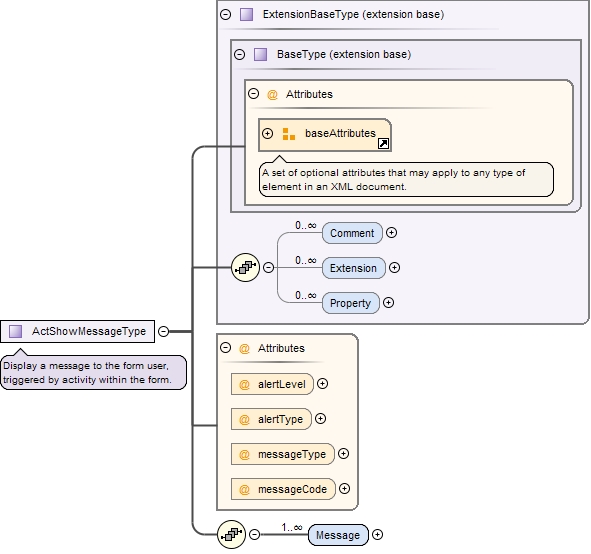 ExtensionBaseType (extension base)
BaseType (extension base)
@ Attributes
baseAttributes
A set of optional attributes that may apply to any type of
element in an XML document.
0..∞
Comment
0..∞
Extension
0..∞
Property
ActShowMessageType
Display a message to the form user,
triggered by activity within the form.
@ Attributes
@ alertLevel
@ alertType
@ messageType
@ messageCode
1..∞
Message